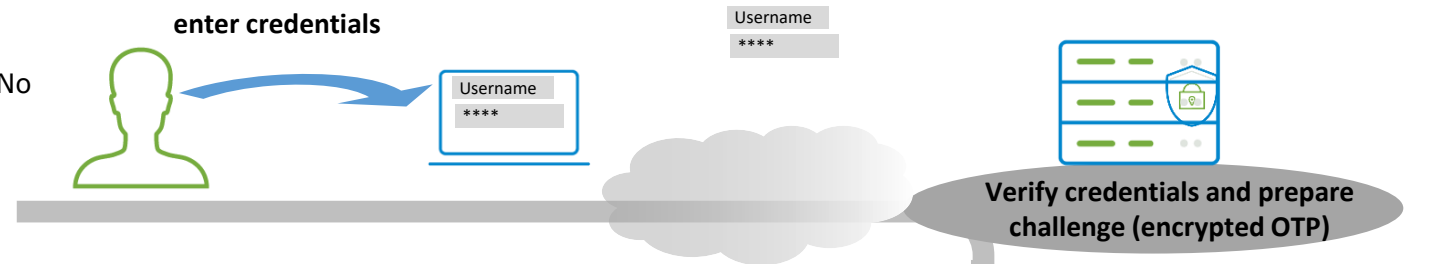 enter credentials
No
Username
****
Username
****
Verify credentials and prepare
challenge (encrypted OTP)